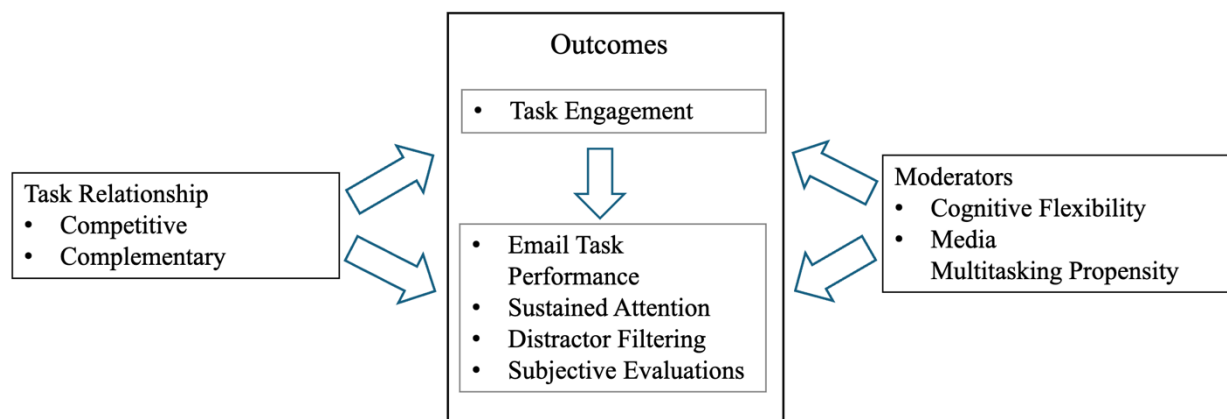 Outcomes
• Task Engagement
Task Relationship
• Competitive
• Complementary
• Email Task
Performance
• Sustained Attention
• Distractor Filtering
• Subjective Evaluations
Moderators
• Cognitive Flexibility
• Media
Multitasking Propensity